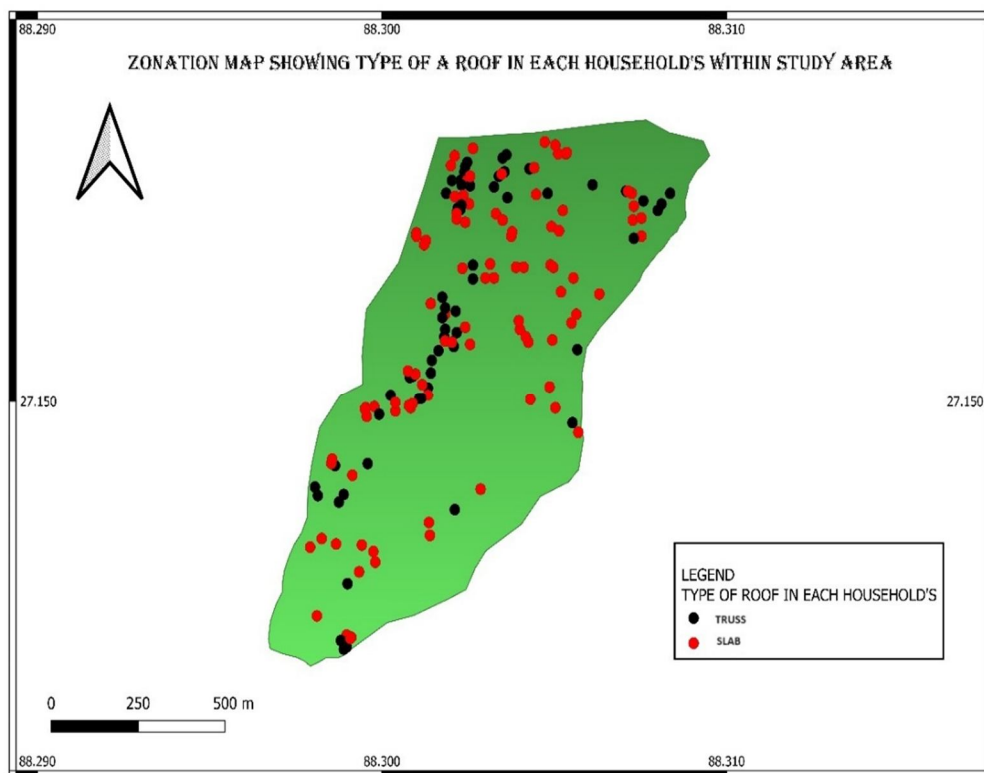 88.290 88.300 88.310
ZONATION MAP SHOWING TYPE OF A ROOF IN EACH HOUSEHOLD'S WITHIN STUDY AREA
27.150 27.150
LEGEND
TYPE OF ROOF IN EACH HOUSEHOLD'S
TRUSS
SLAB
0 250 500 m
88.290 88.300 88.310